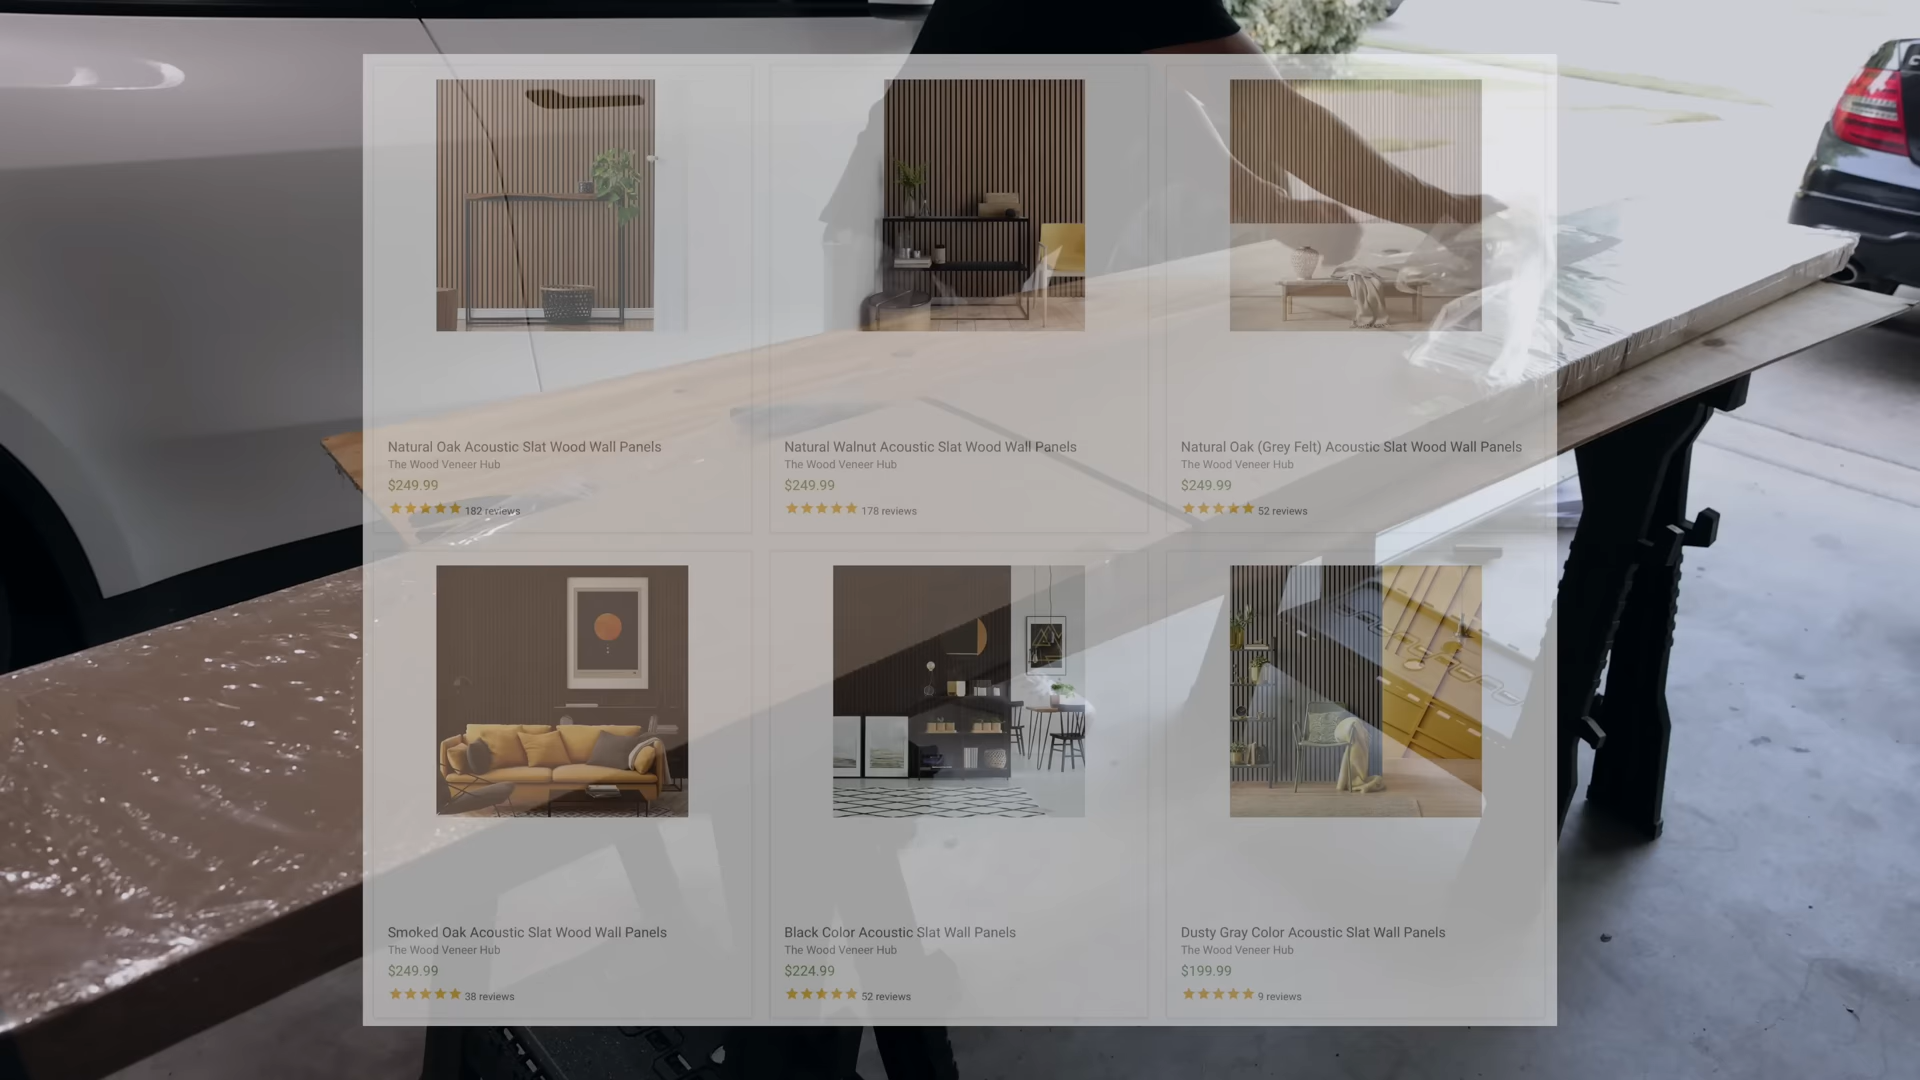 Natural Oak Acoustic Slat Wood Wall Panels
The Wood Veneer Hub
$249.99
182 reviews
Natural Walnut Acoustic Slat Wood Wall Panels
The Wood Veneer Hub
$249.99
178 reviews
Natural Oak (Grey Felt) Acoustic Slat Wood Wall Panels
The Wood Veneer Hub
$249.99
52 reviews
Smoked Oak Acoustic Slat Wood Wall Panels
The Wood Veneer Hub
$249.99
38 reviews
Black Color Acoustic Slat Wall Panels
The Wood Veneer Hub
$224.99
52 reviews
Dusty Gray Color Acoustic Slat Wall Panels
The Wood Veneer Hub
$199.99
9 reviews